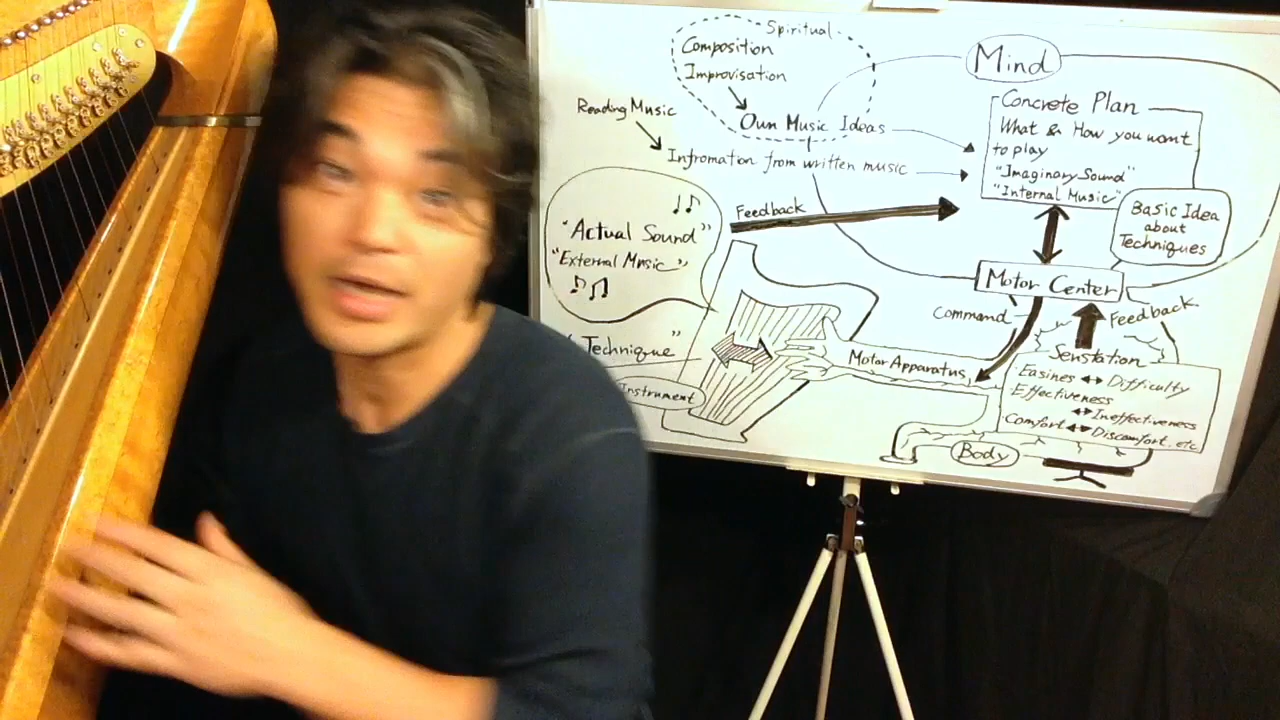 Spiritual
Composition
Improvisation
Reading Music
Own Music Ideas
Infromation from written music
Mind
Concrete Plan
What & How you want
to play
"Imaginary Sound"
"Internal Music"
Basic Idea
about
Techniques
Feedback
"Actual Sound"
"External Music"
Motor Center
Command
Feedback
Technique"
Instrument
Motor Apparatus
Senstation
Easines ↔ Difficulty
Effectiveness
↔ Ineffectiveness
Comfort ↔ Discomfort. etc
Body